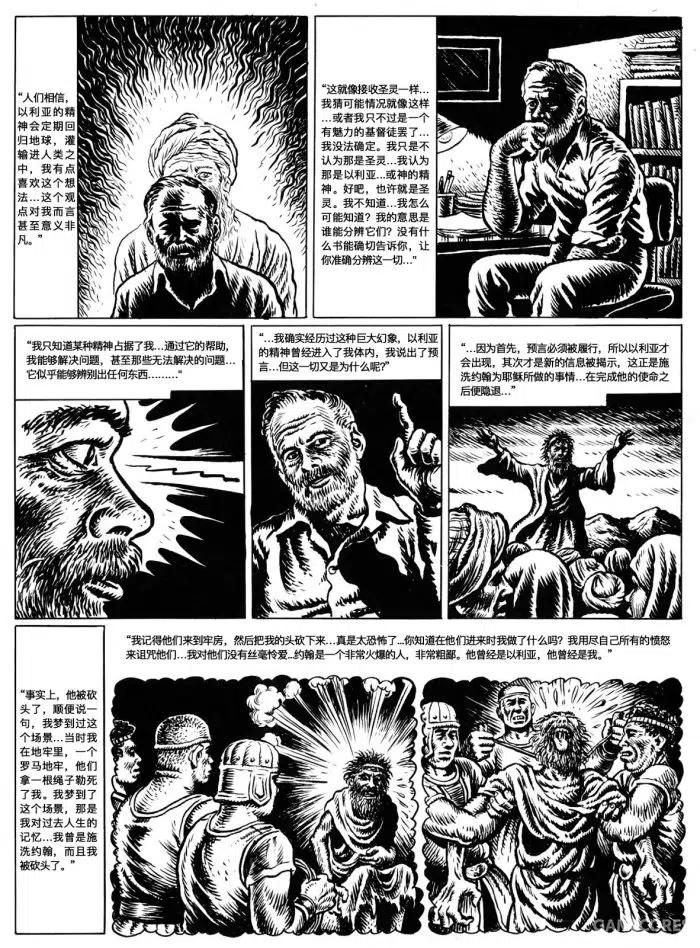 “人们相信，
以利亚的精
神会定期回
归地球，灌
输进人类之
中，我有点
喜欢这个想
法…这个观
点对我而言
甚至意义非
凡。”
“这就像接收圣灵一样…
我猜可能情况就像这样
…或者我只不过是一个
有魅力的基督徒罢了…
我没法确定。我只是不
认为那是圣灵…我认为
那是以利亚…或神的精
神。好吧，也许就是圣
灵。我不知道…我怎么
可能知道？我的意思是
谁能分辨它们？没有什
么书能确切告诉你，让
你准确分辨这一切…"
“我只知道某种精神占据了我…通过它的帮助，
我能够解决问题，甚至那些无法解决的问题…
它似乎能够辨别出任何东西………"
“…我确实经历过这种巨大幻象，以利亚
的精神曾经进入了我体内，我说出了预
言…但这一切又是为什么呢?”
“…因为首先，预言必须被履行，所以以利亚才
会出现，其次才是新的信息被揭示，这正是施
洗约翰为耶稣所做的事情…在完成他的使命之
后便隐退…”
“我记得他们来到牢房，然后把我的头砍下来…真是太恐怖了...你知道在他们进来时我做了什么吗？我用尽自己所有的愤怒
来诅咒他们…我对他们没有丝毫怜爱...约翰是一个非常火爆的人，非常粗鄙。他曾是以利亚，他曾是我。”
“事实上，他被砍
头了，顺便说一
句，我梦到过这
个场景…当时我
在地牢里，一个
罗马地牢，他们
拿一根绳子勒死
了我。我梦到了
这个场景，那是
我对过去人生的
记忆…我曾是施
洗约翰，而且我
被砍头了。”
GAMECORE